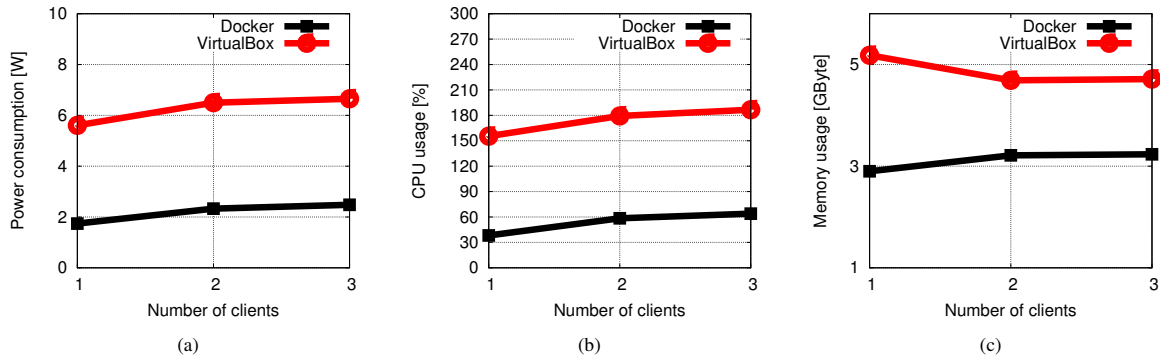 Power consumption [W]
10
8
6
4
2
0
Docker
VirtualBox
1 2 3
Number of clients
(a)
CPU usage [%]
300
270
240
210
180
150
120
90
60
30
0
Docker
VirtualBox
1 2 3
Number of clients
(b)
Memory usage [GByte]
5
3
1
Docker
VirtualBox
1 2 3
Number of clients
(c)